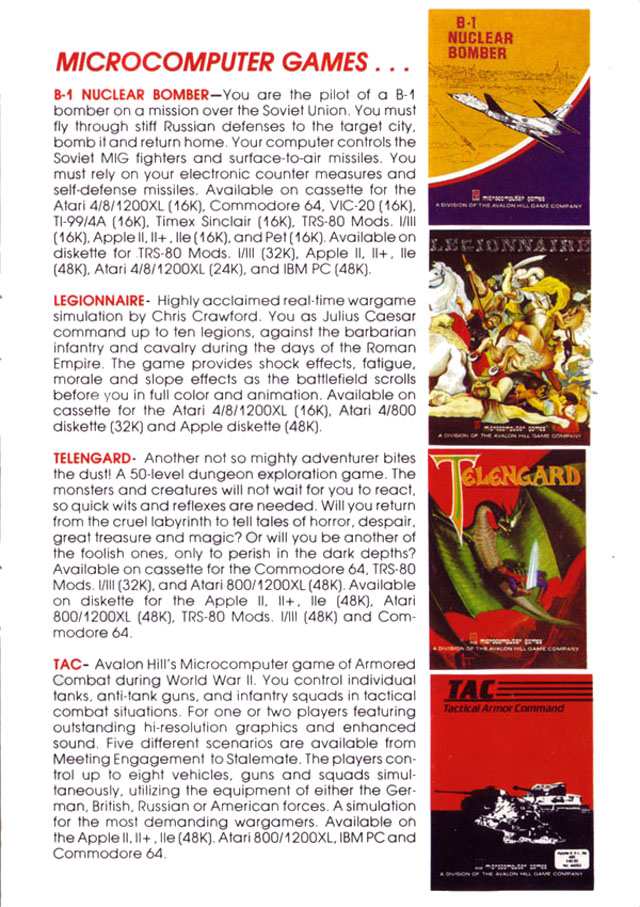 MICROCOMPUTER GAMES . . .
B-1 NUCLEAR BOMBER—You are the pilot of a B-1
bomber on a mission over the Soviet Union. You must
fly through stiff Russian defenses to the target city,
bomb it and return home. Your computer controls the
Soviet MIG fighters and surface-to-air missiles. You
must rely on your electronic counter measures and
self-defense missiles. Available on cassette for the
Atari 4/8/1200XL (16K), Commodore 64, VIC-20 (16K),
TI-99/4A (16K), Timex Sinclair (16K), TRS-80 Mods. I/III
(16K), Apple II, II+, IIe (16K), and Pet (16K). Available on
diskette for TRS-80 Mods. I/III (32K), Apple II, II+, IIe
(48K), Atari 4/8/1200XL (24K), and IBM PC (48K).
LEGIONNAIRE- Highly acclaimed real-time wargame
simulation by Chris Crawford. You as Julius Caesar
command up to ten legions, against the barbarian
infantry and cavalry during the days of the Roman
Empire. The game provides shock effects, fatigue,
morale and slope effects as the battlefield scrolls
before you in full color and animation. Available on
cassette for the Atari 4/8/1200XL (16K), Atari 4/800
diskette (32K) and Apple diskette (48K).
TELENGARD- Another not so mighty adventurer bites
the dust! A 50-level dungeon exploration game. The
monsters and creatures will not wait for you to react,
so quick wits and reflexes are needed. Will you return
from the cruel labyrinth to tell tales of horror, despair,
great treasure and magic? Or will you be another of
the foolish ones, only to perish in the dark depths?
Available on cassette for the Commodore 64, TRS-80
Mods. I/III (32K), and Atari 800/1200XL (48K). Available
on diskette for the Apple II, II+, IIe (48K), Atari
800/1200XL (48K), TRS-80 Mods. I/III (48K) and Com-
modore 64.
TAC- Avalon Hill's Microcomputer game of Armored
Combat during World War II. You control individual
tanks, anti-tank guns, and infantry squads in tactical
combat situations. For one or two players featuring
outstanding hi-resolution graphics and enhanced
sound. Five different scenarios are available from
Meeting Engagement to Stalemate. The players con-
trol up to eight vehicles, guns and squads simul-
taneously, utilizing the equipment of either the Ger-
man, British, Russian or American forces. A simulation
for the most demanding wargamers. Available on
the Apple II, II+, IIe (48K). Atari 800/1200XL, IBM PC and
Commodore 64.
B-1
NUCLEAR
BOMBER
microcomputer games
A DIVISION OF THE AVALON HILL GAME COMPANY
LEGIONNAIRE
microcomputer games
A DIVISION OF THE AVALON HILL GAME COMPANY
TELENGARD
microcomputer games
A DIVISION OF THE AVALON HILL GAME COMPANY
TAC
Tactical Armor Command
microcomputer games
A DIVISION OF THE AVALON HILL GAME COMPANY